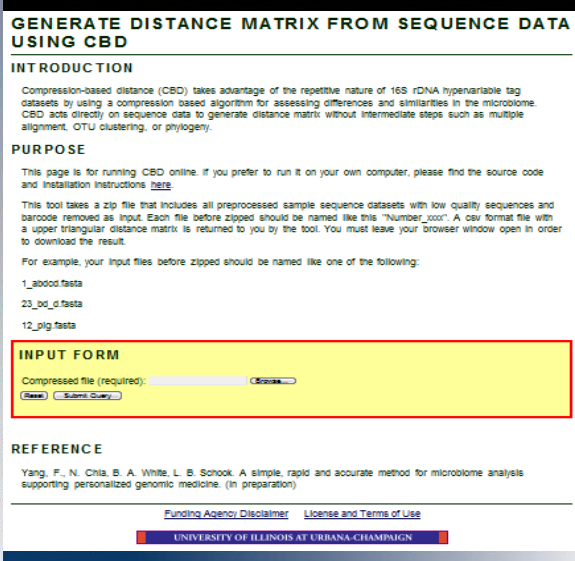 GENERATE DISTANCE MATRIX FROM SEQUENCE DATA
USING CBD
INTRODUCTION
Compression-based distance (CBD) takes advantage of the repetitive nature of 16S rDNA hypervariable tag
datasets by using a compression based algorithm for assessing differences and similarities in the microbiome.
CBD acts directly on sequence data to generate distance matrix without intermediate steps such as multiple
alignment, OTU clustering, or phylogeny.
PURPOSE
This page is for running CBD online. If you prefer to run it on your own computer, please find the source code
and installation instructions here.
This tool takes a zip file that includes all preprocessed sample sequence datasets with low quality sequences and
barcode removed as input. Each file before zipped should be named like this "Number_xxxx". A csv format file with
a upper triangular distance matrix is returned to you by the tool. You must leave your browser window open in order
to download the result.
For example, your input files before zipped should be named like one of the following:
1_abdcd.fasta
23_bd_d.fasta
12_pig.fasta
INPUT FORM
Compressed file (required): Browse...
Reset Submit Query
REFERENCE
Yang, F., N. Chia, B. A. White, L. B. Schook. A simple, rapid and accurate method for microbiome analysis
supporting personalized genomic medicine. (in preparation)
Funding Agency Disclaimer License and Terms of Use
UNIVERSITY OF ILLINOIS AT URBANA-CHAMPAIGN